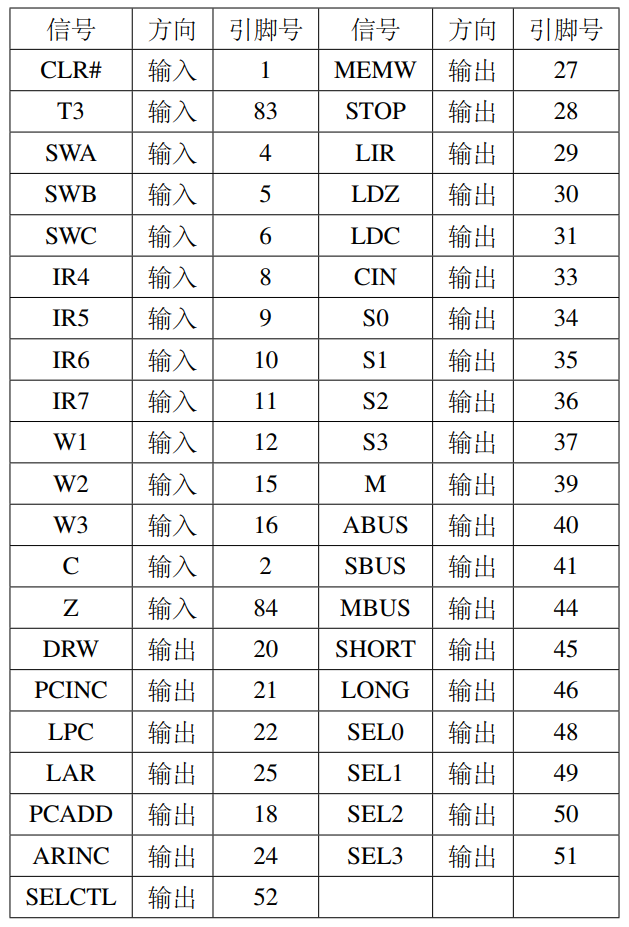 信号 方向 引脚号 信号 方向 引脚号
CLR# 输入 1 MEMW 输出 27
T3 输入 83 STOP 输出 28
SWA 输入 4 LIR 输出 29
SWB 输入 5 LDZ 输出 30
SWC 输入 6 LDC 输出 31
IR4 输入 8 CIN 输出 33
IR5 输入 9 S0 输出 34
IR6 输入 10 S1 输出 35
IR7 输入 11 S2 输出 36
W1 输入 12 S3 输出 37
W2 输入 15 M 输出 39
W3 输入 16 ABUS 输出 40
C 输入 2 SBUS 输出 41
Z 输入 84 MBUS 输出 44
DRW 输出 20 SHORT 输出 45
PCINC 输出 21 LONG 输出 46
LPC 输出 22 SEL0 输出 48
LAR 输出 25 SEL1 输出 49
PCADD 输出 18 SEL2 输出 50
ARINC 输出 24 SEL3 输出 51
SELCTL 输出 52